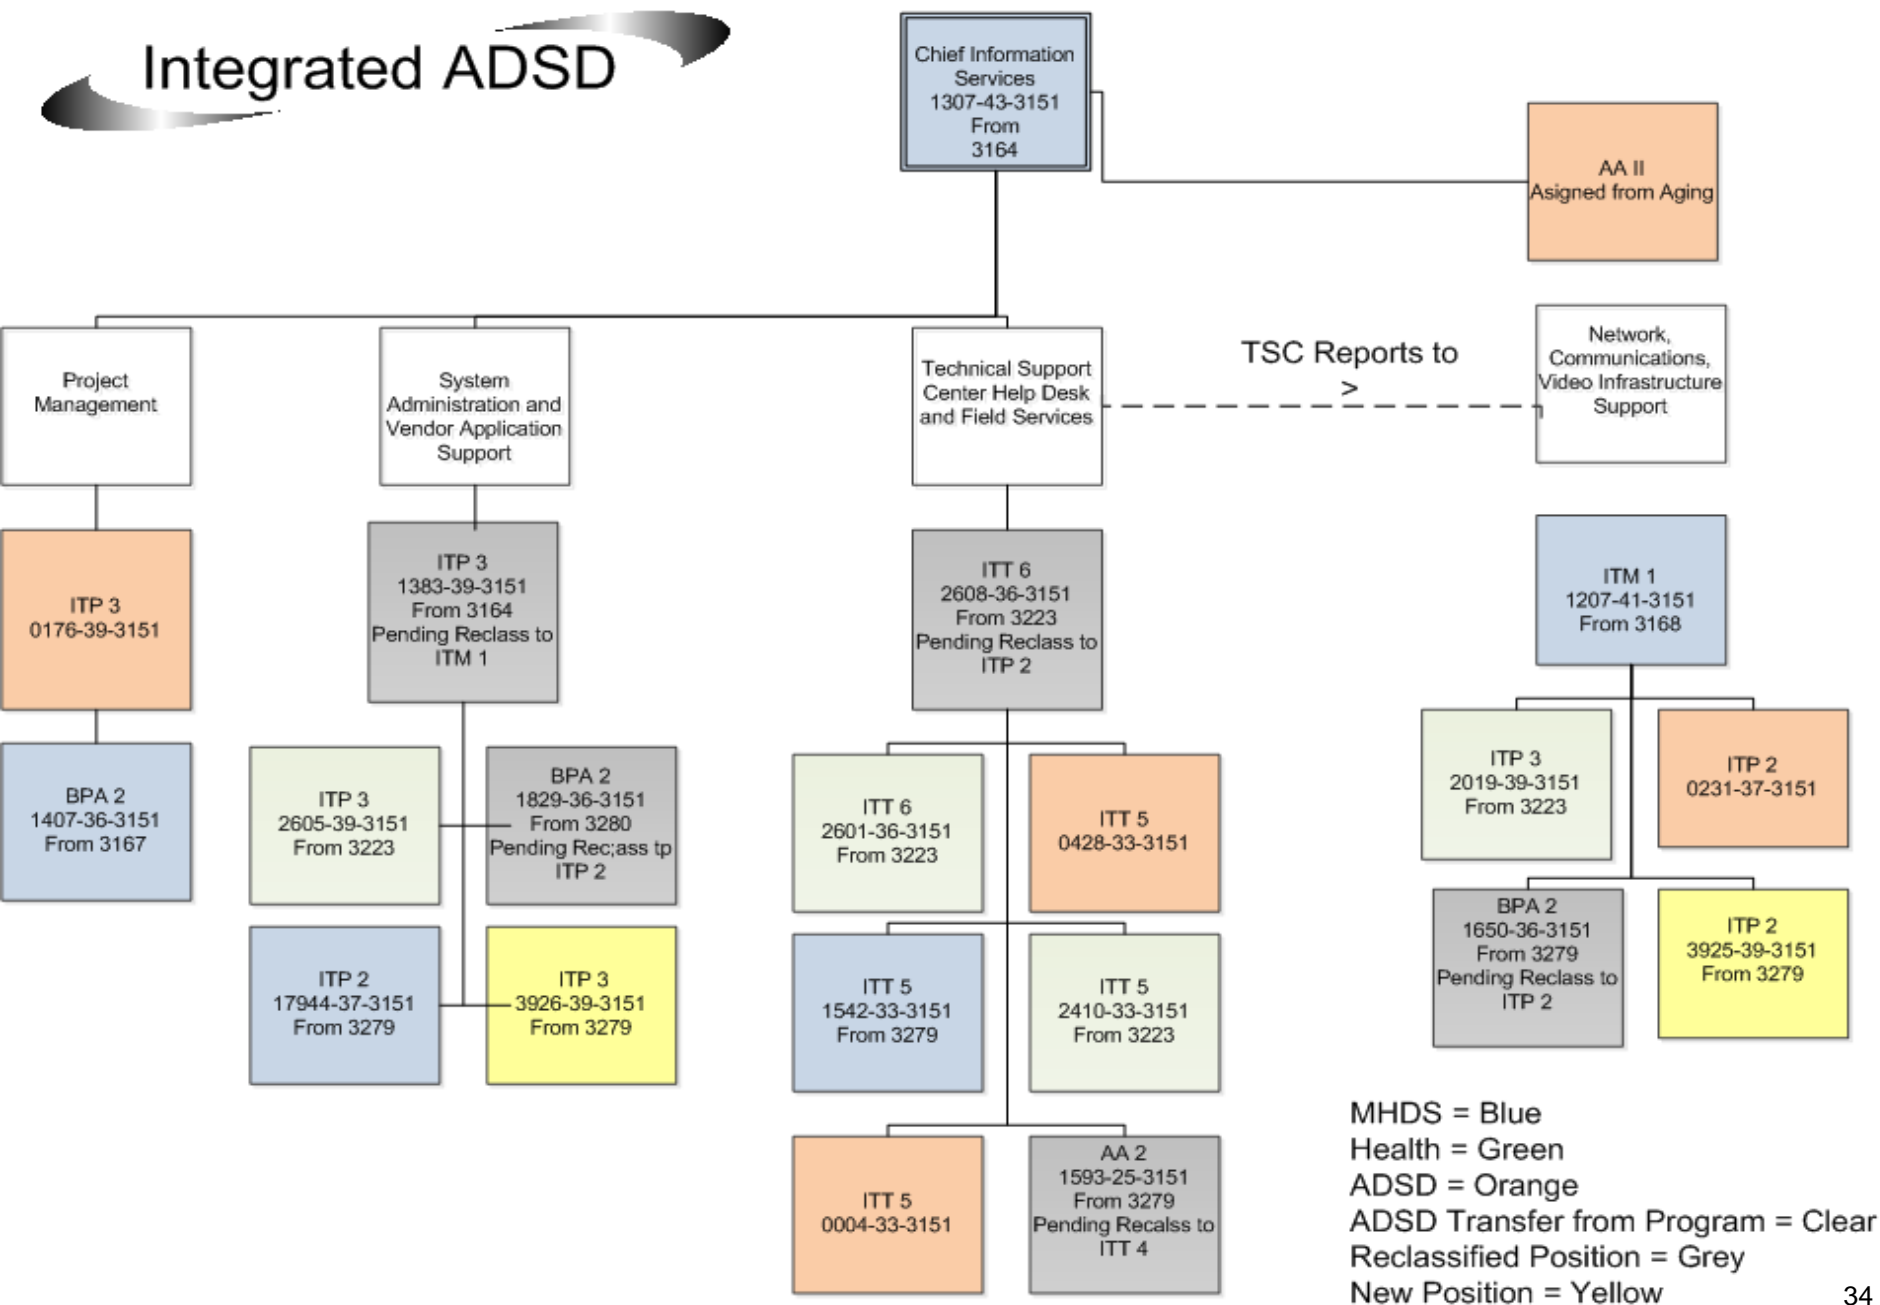 Integrated ADSD
Chief Information
Services
1307-43-3151
From
3164
AA II
Asigned from Aging
Project
Management
System
Administration and
Vendor Application
Support
Technical Support
Center Help Desk
and Field Services
TSC Reports to
>
Network,
Communications,
Video Infrastructure
Support
ITP 3
0176-39-3151
BPA 2
1407-36-3151
From 3167
ITP 3
1383-39-3151
From 3164
Pending Reclass to
ITM 1
ITP 3
2605-39-3151
From 3223
BPA 2
1829-36-3151
From 3280
Pending Rec;ass tp
ITP 2
ITP 2
17944-37-3151
From 3279
ITP 3
3926-39-3151
From 3279
ITT 6
2608-36-3151
From 3223
Pending Reclass to
ITP 2
ITT 6
2601-36-3151
From 3223
ITT 5
0428-33-3151
ITT 5
1542-33-3151
From 3279
ITT 5
2410-33-3151
From 3223
ITT 5
0004-33-3151
AA 2
1593-25-3151
From 3279
Pending Recalss to
ITT 4
ITM 1
1207-41-3151
From 3168
ITP 3
2019-39-3151
From 3223
ITP 2
0231-37-3151
BPA 2
1650-36-3151
From 3279
Pending Reclass to
ITP 2
ITP 2
3925-39-3151
From 3279
MHDS = Blue
Health = Green
ADSD = Orange
ADSD Transfer from Program = Clear
Reclassified Position = Grey
New Position = Yellow
34